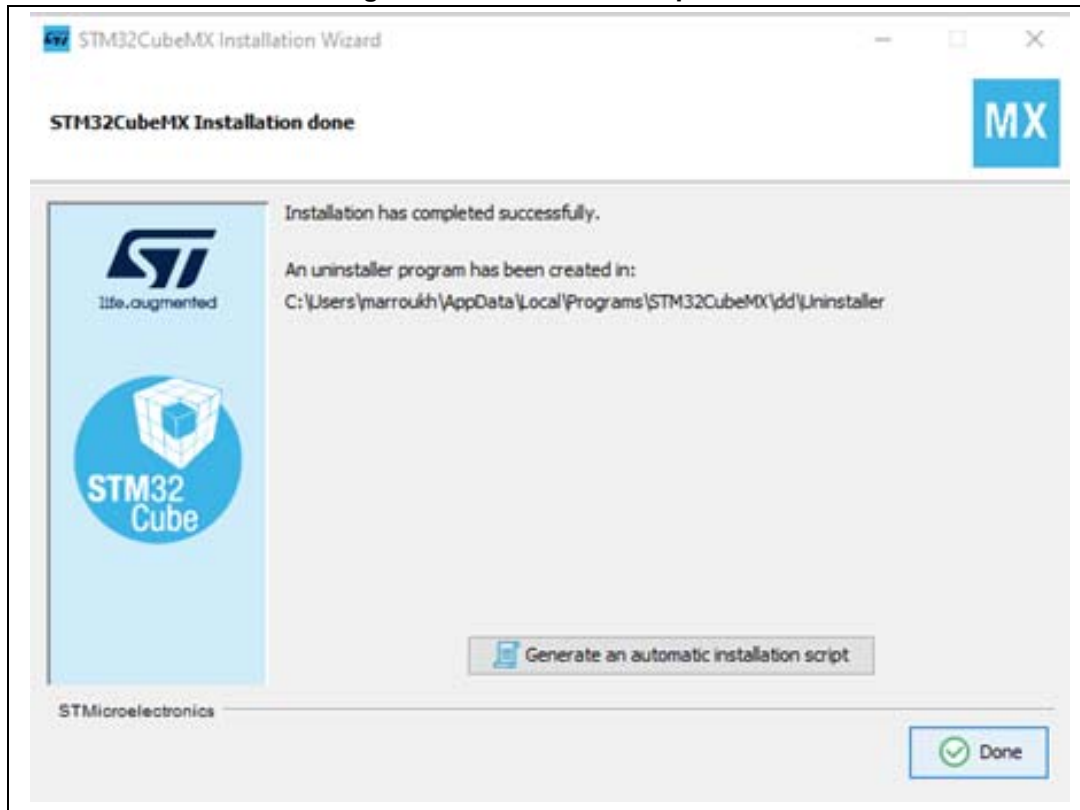 STM32CubeMX Installation Wizard
STM32CubeMX Installation done
MX
Installation has completed successfully.
An uninstaller program has been created in:
C:\Users\marroukh\AppData\Local\Programs\STM32CubeMX\dd\Uninstaller
ST
life.augmented
STM32
Cube
Generate an automatic installation script
STMicroelectronics
Done